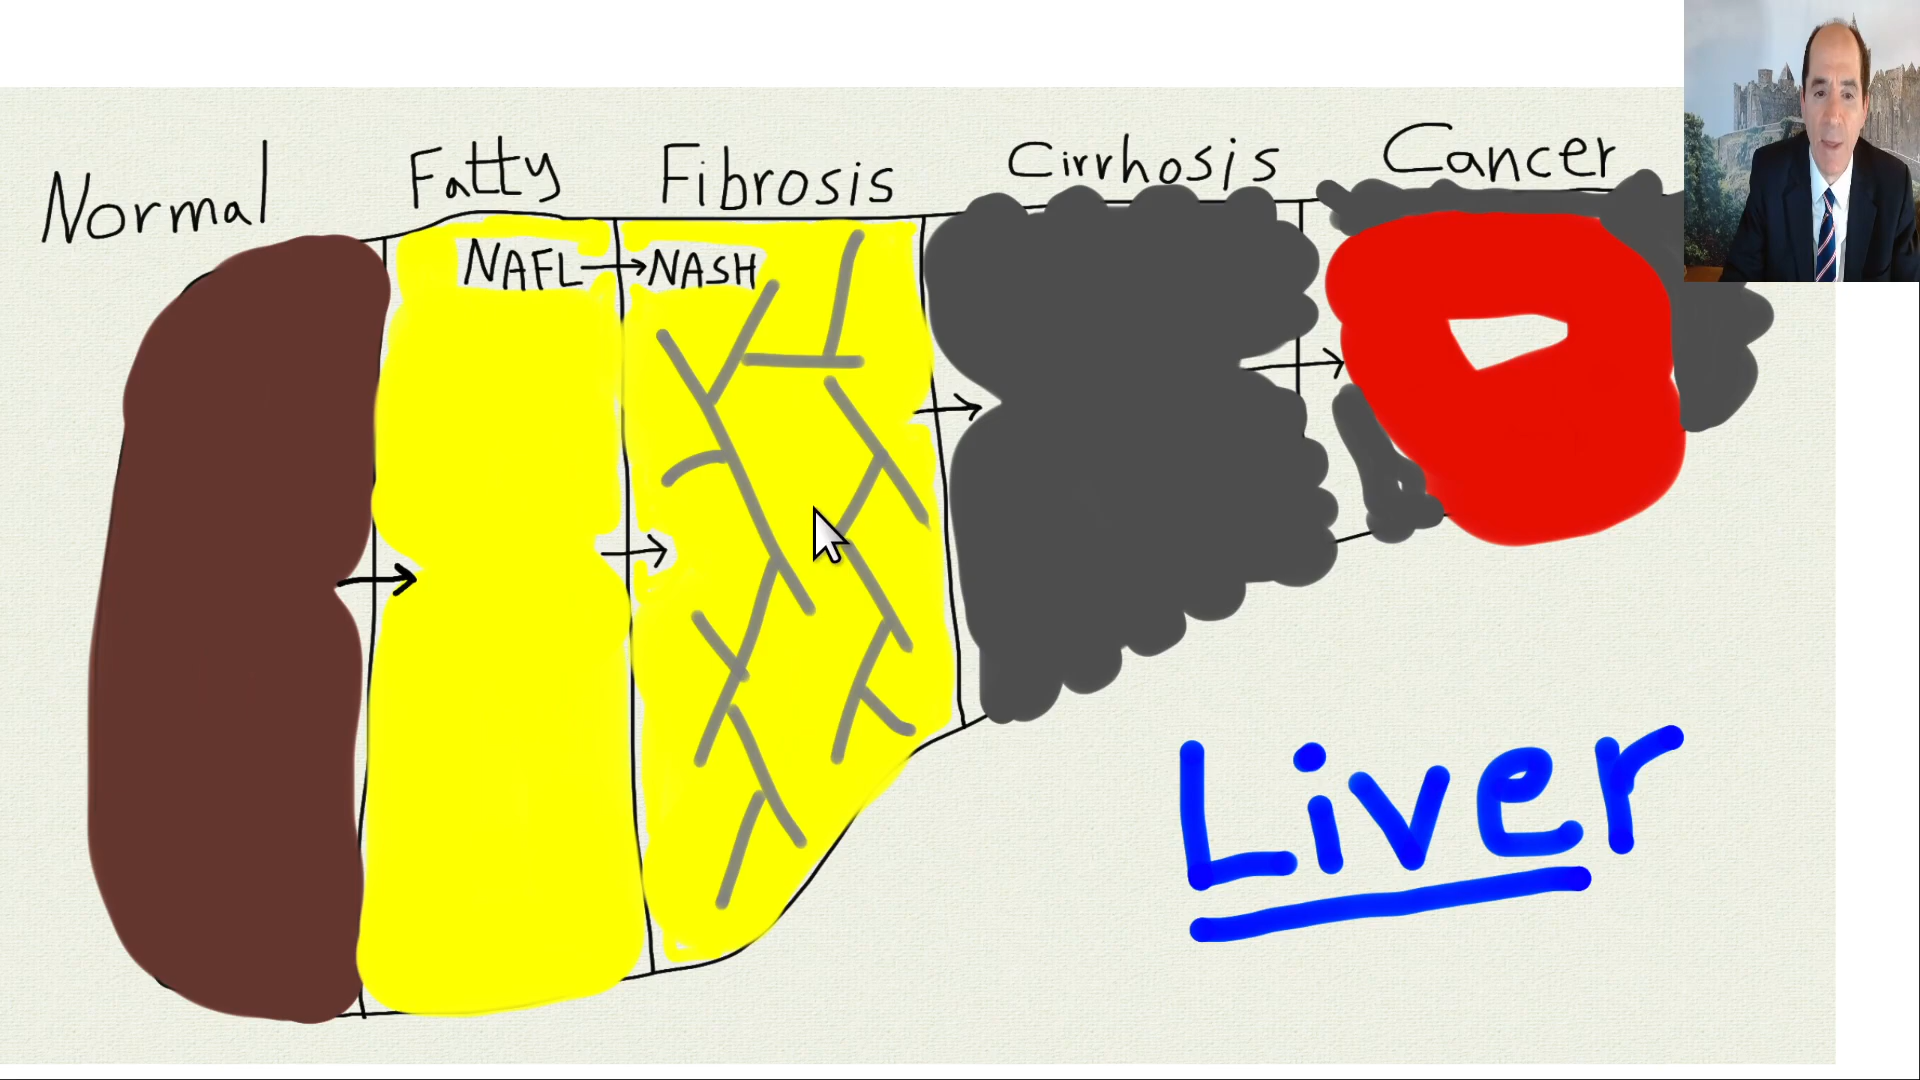 Normal
Fatty
Fibrosis
Cirrhosis
Cancer
NAFL → NASH
Liver